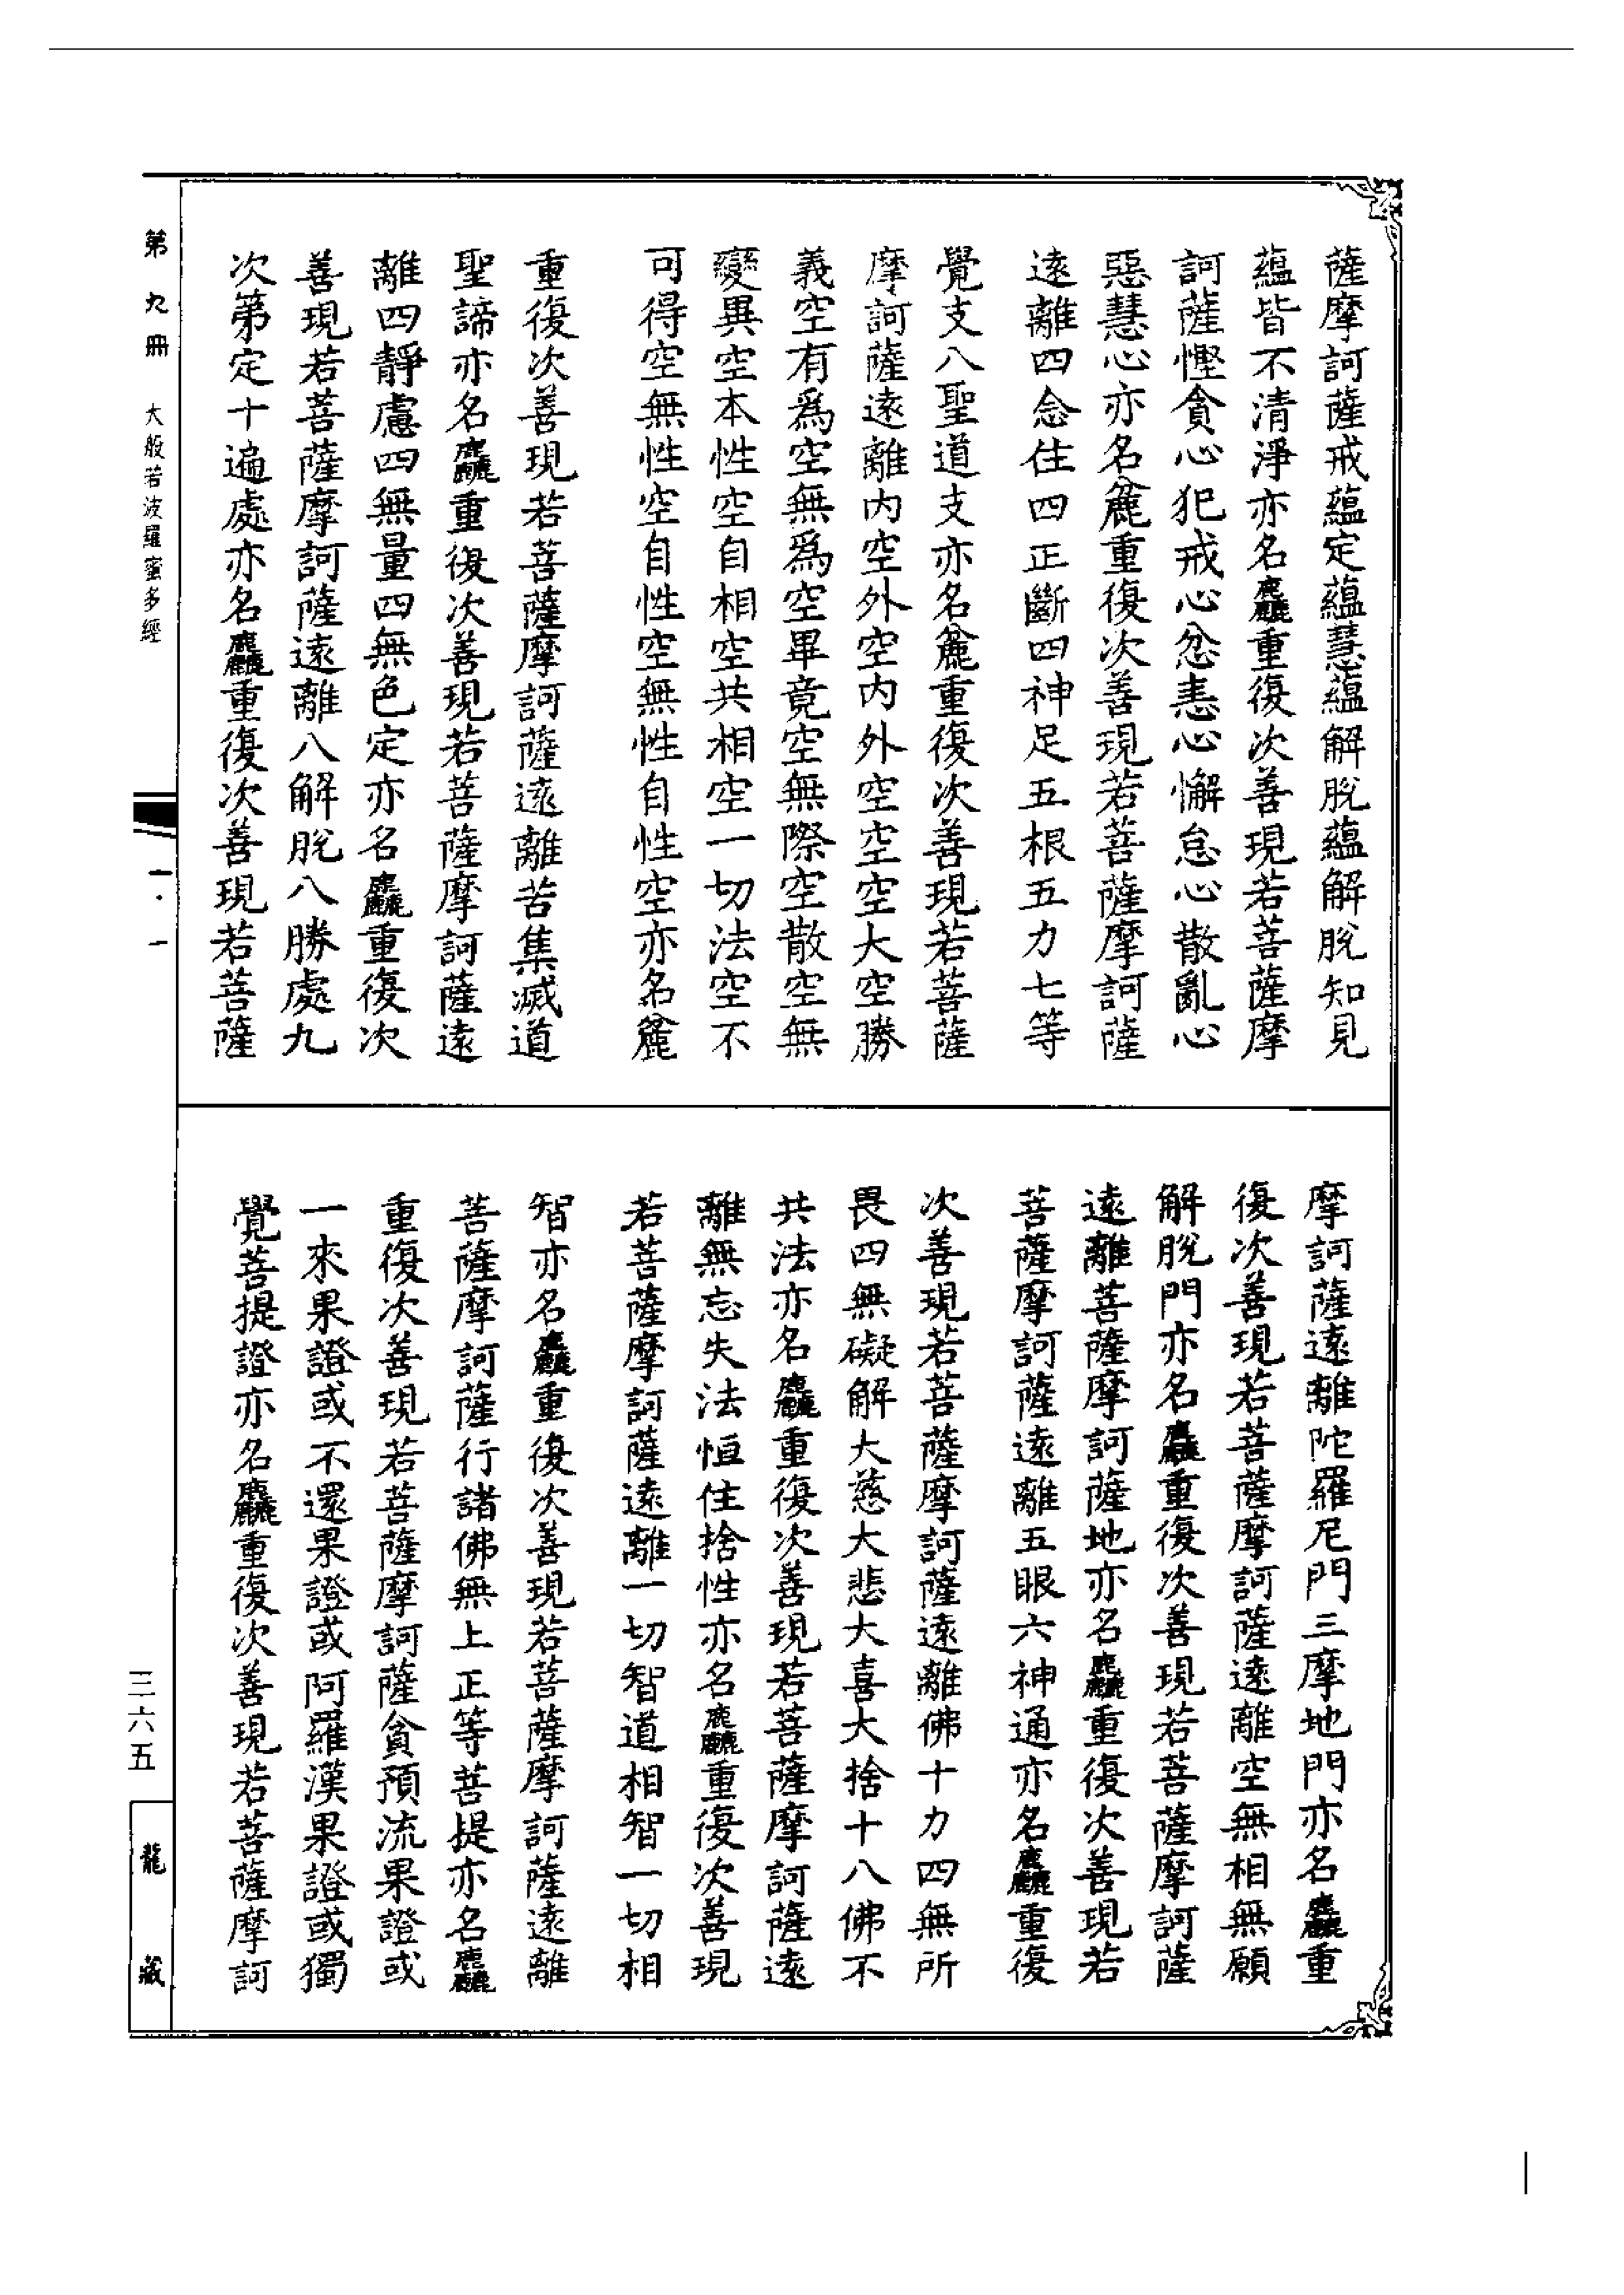 薩摩訶薩戒蘊定蘊慧蘊解脫蘊解脫知見
蘊皆不清淨亦名麤重復次善現若菩薩摩
訶薩慳貪心犯戒心忿恚心懈怠心散亂心
惡慧心亦名麄重復次善現若菩薩摩訶薩
遠離四念住四正斷四神足五根五力七等
覺支八聖道支亦名麄重復次善現若菩薩
摩訶薩遠離內空外空內外空空空大空勝
義空有為空無為空畢竟空無際空散空無
變異空本性空自相空共相空一切法空不
可得空無性空自性空無性自性空亦名麄
重復次善現若菩薩摩訶薩遠離苦集滅道
聖諦亦名麤重復次善現若菩薩摩訶薩遠
離四靜慮四無量四無色定亦名麤重復次
善現若菩薩摩訶薩遠離八解脫八勝處九
次第定十遍處亦名麤重復次善現若菩薩
摩訶薩遠離陀羅尼門三摩地門亦名麤重
復次善現若菩薩摩訶薩遠離空無相無願
解脫門亦名麤重復次善現若菩薩摩訶薩
遠離菩薩摩訶薩地亦名麤重復次善現若
菩薩摩訶薩遠離五眼六神通亦名麤重復
次善現若菩薩摩訶薩遠離佛十力四無所
畏四無礙解大慈大悲大喜大捨十八佛不
共法亦名麤重復次善現若菩薩摩訶薩遠
離無忘失法恒住捨性亦名麤重復次善現
若菩薩摩訶薩遠離一切智道相智一切相
智亦名麤重復次善現若菩薩摩訶薩遠離
菩薩摩訶薩行諸佛無上正等菩提亦名麤
重復次善現若菩薩摩訶薩貪預流果證或
一來果證或不還果證或阿羅漢果證或獨
覺菩提證亦名麤重復次善現若菩薩摩訶
第九冊 大般若波羅蜜多經
三六五
龍藏